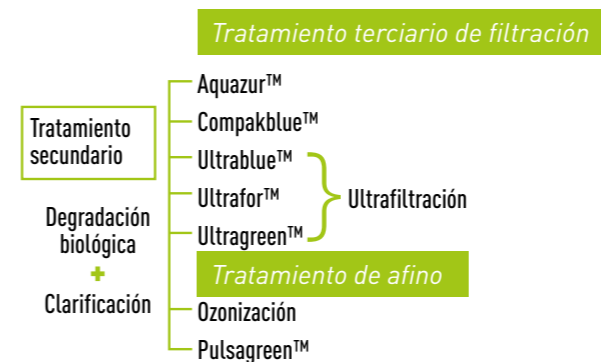 Tratamiento terciario de filtración
Aquazur™
Compakblue™
Tratamiento
secundario
Ultrablue™
Ultrafor™
Ultrafiltración
Ultragreen™
Degradación
biológica
+
Clarificación
Tratamiento de afino
Ozonización
Pulsagreen™